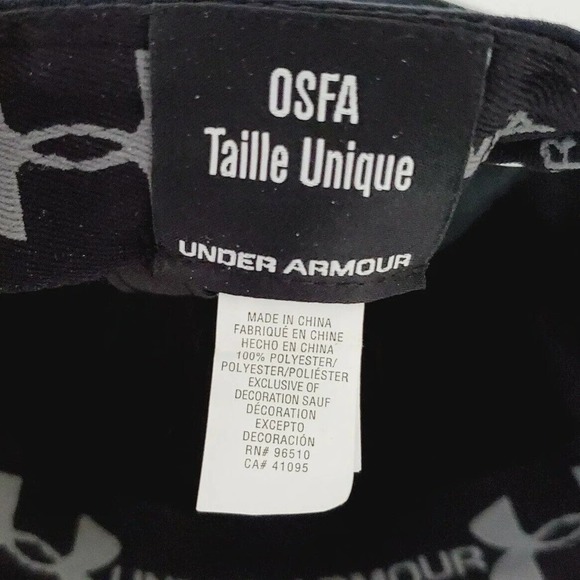 OSFA
Taille Unique
UNDER ARMOUR
MADE IN CHINA
FABRIQUÉ EN CHINE
HECHO EN CHINA
100% POLYESTER/
POLYESTER/POLIÉSTER
EXCLUSIVE OF
DECORATION SAUF
DÉCORATION
EXCEPTO
DECORACIÓN
RN# 96510
CA# 41095
UNDER ARMOUR